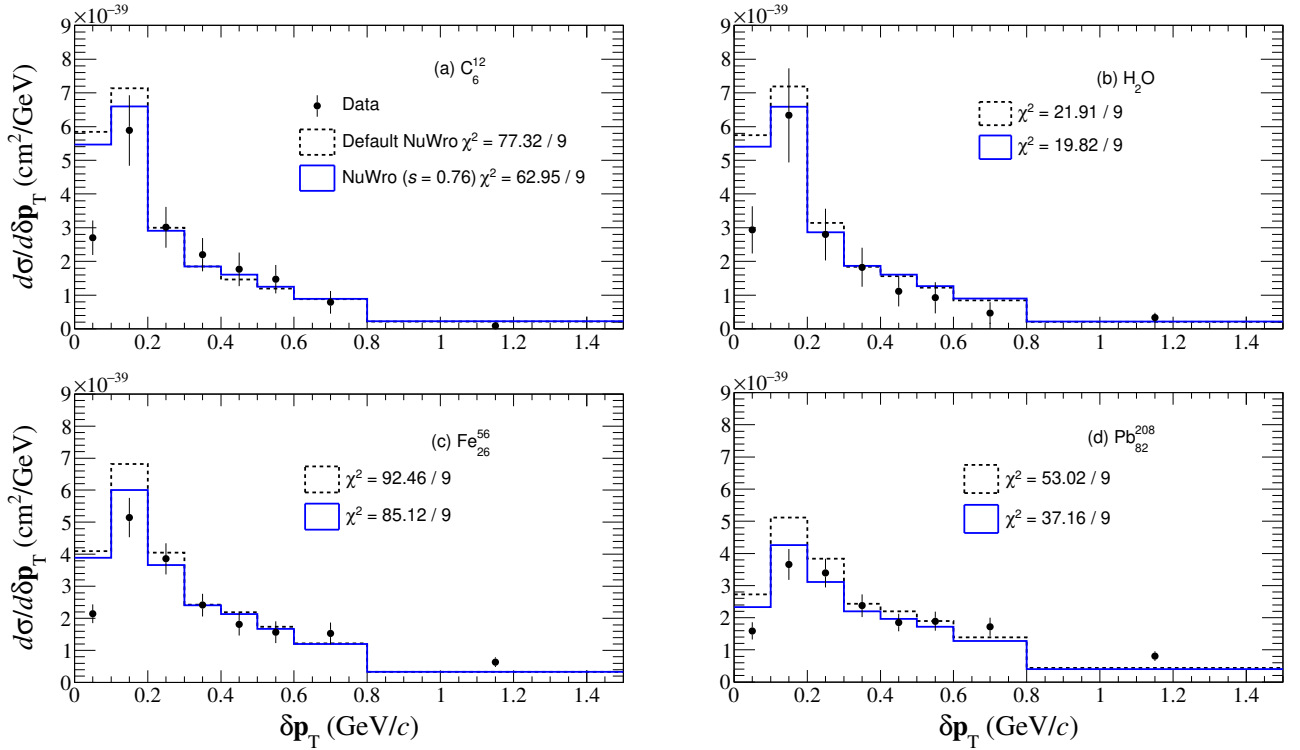 ×10⁻³⁹
dσ/dδp_T (cm²/GeV)
9
8
7
6
5
4
3
2
1
0
(a) C₆¹²
Data
Default NuWro χ² = 77.32 / 9
NuWro (s = 0.76) χ² = 62.95 / 9
0 0.2 0.4 0.6 0.8 1 1.2 1.4
×10⁻³⁹
9
8
7
6
5
4
3
2
1
0
(b) H₂O
χ² = 21.91 / 9
χ² = 19.82 / 9
0 0.2 0.4 0.6 0.8 1 1.2 1.4
×10⁻³⁹
dσ/dδp_T (cm²/GeV)
9
8
7
6
5
4
3
2
1
0
(c) Fe₂₆⁵⁶
χ² = 92.46 / 9
χ² = 85.12 / 9
0 0.2 0.4 0.6 0.8 1 1.2 1.4
δp_T (GeV/c)
×10⁻³⁹
9
8
7
6
5
4
3
2
1
0
(d) Pb₈₂²⁰⁸
χ² = 53.02 / 9
χ² = 37.16 / 9
0 0.2 0.4 0.6 0.8 1 1.2 1.4
δp_T (GeV/c)